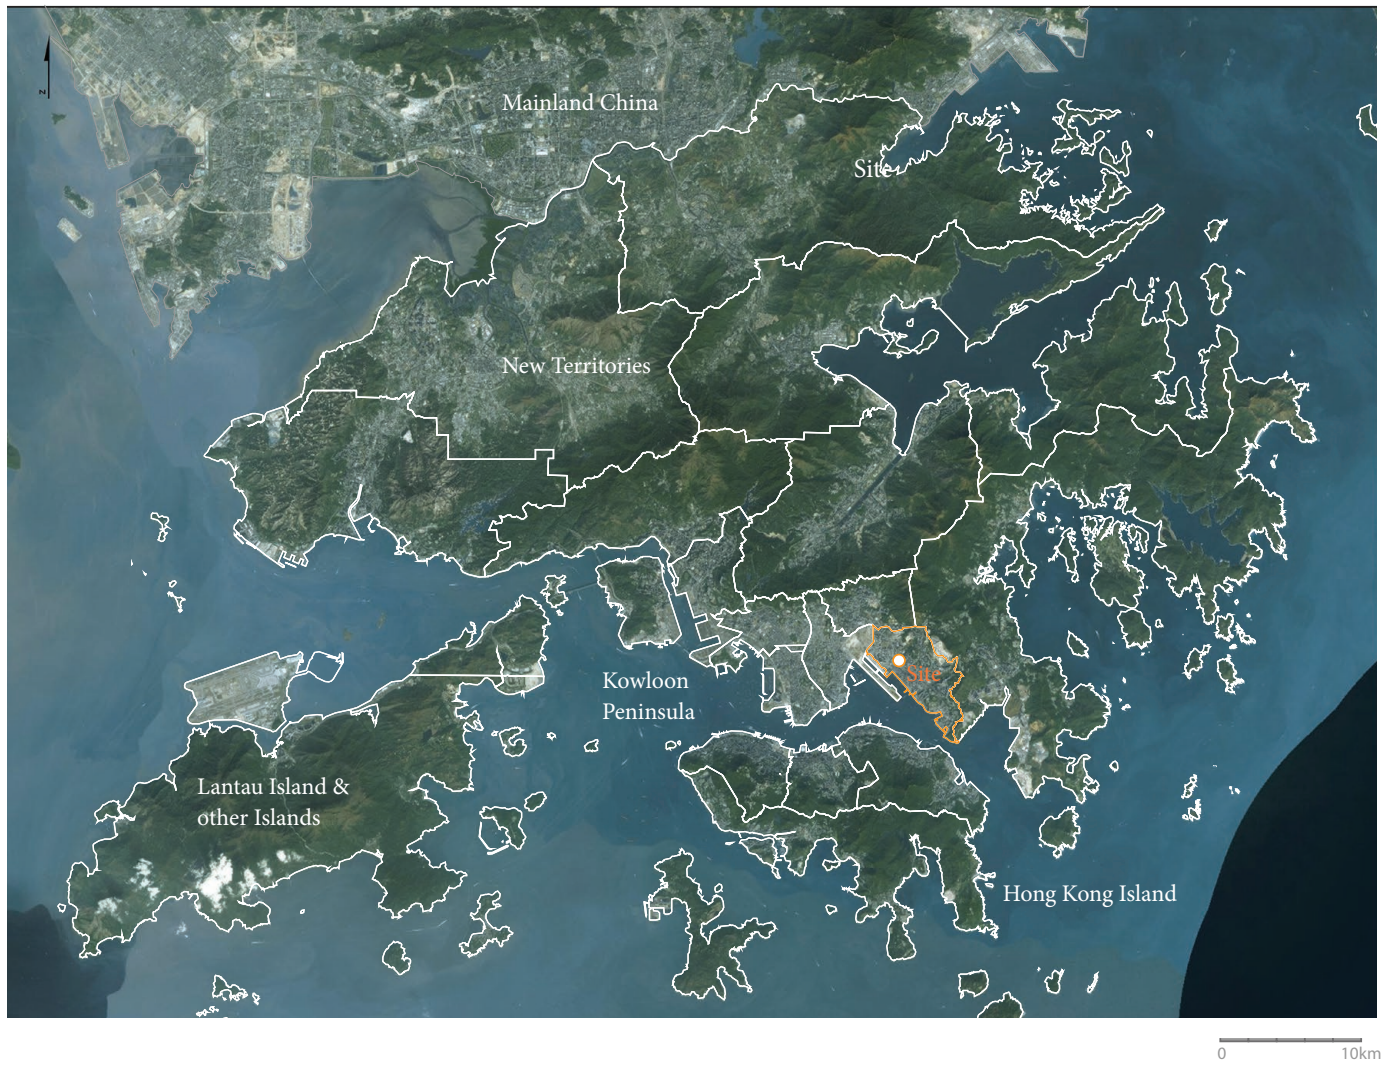 N
Mainland China
Site
New Territories
Kowloon
Peninsula
Site
Lantau Island &
other Islands
Hong Kong Island
0 10km